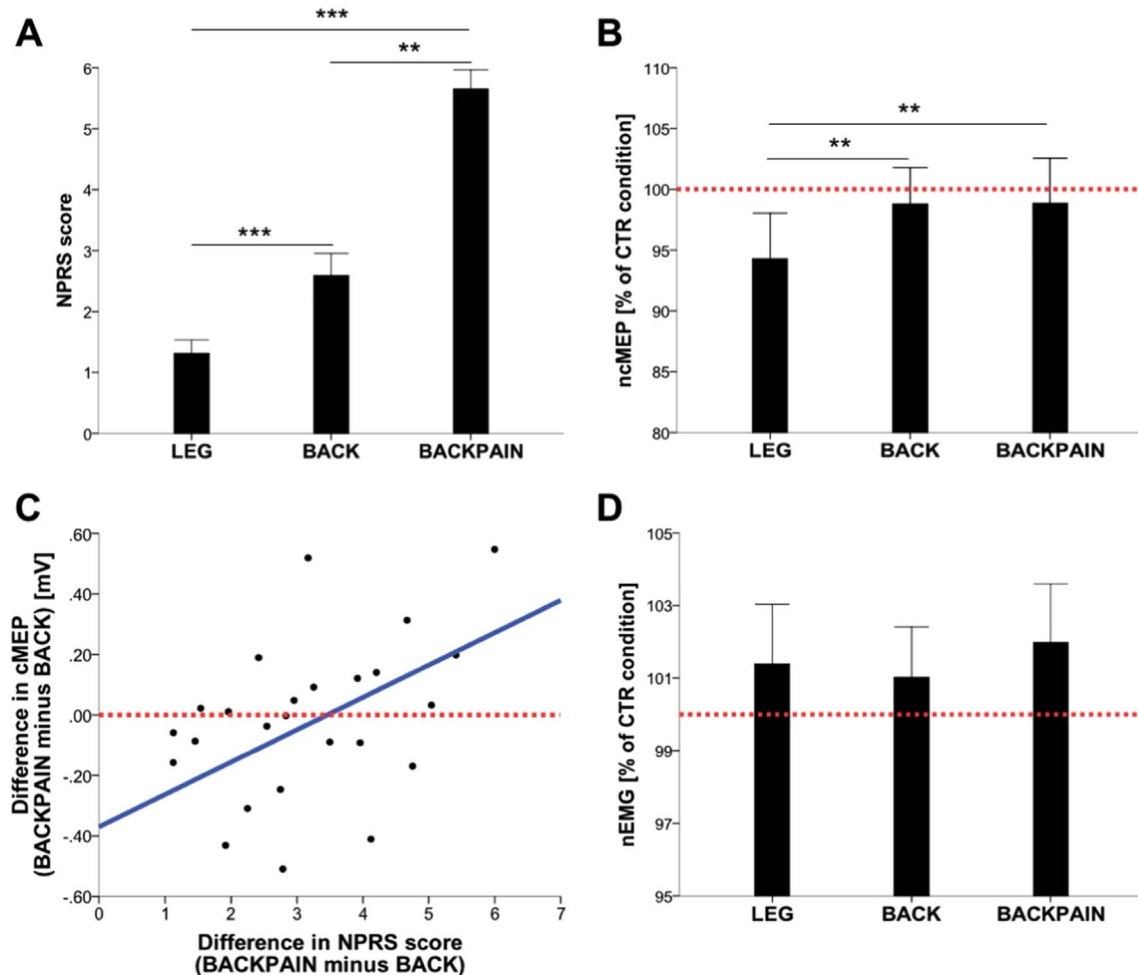 A
***
**
***
6
5
4
3
2
1
0
NPRS score
LEG BACK BACKPAIN
B
**
**
110
105
100
95
90
85
80
ncMEP [% of CTR condition]
LEG BACK BACKPAIN
C
.60
.40
.20
.00
-.20
-.40
-.60
Difference in cMEP
(BACKPAIN minus BACK) [mV]
0 1 2 3 4 5 6 7
Difference in NPRS score
(BACKPAIN minus BACK)
D
105
103
101
99
97
95
nEMG [% of CTR condition]
LEG BACK BACKPAIN